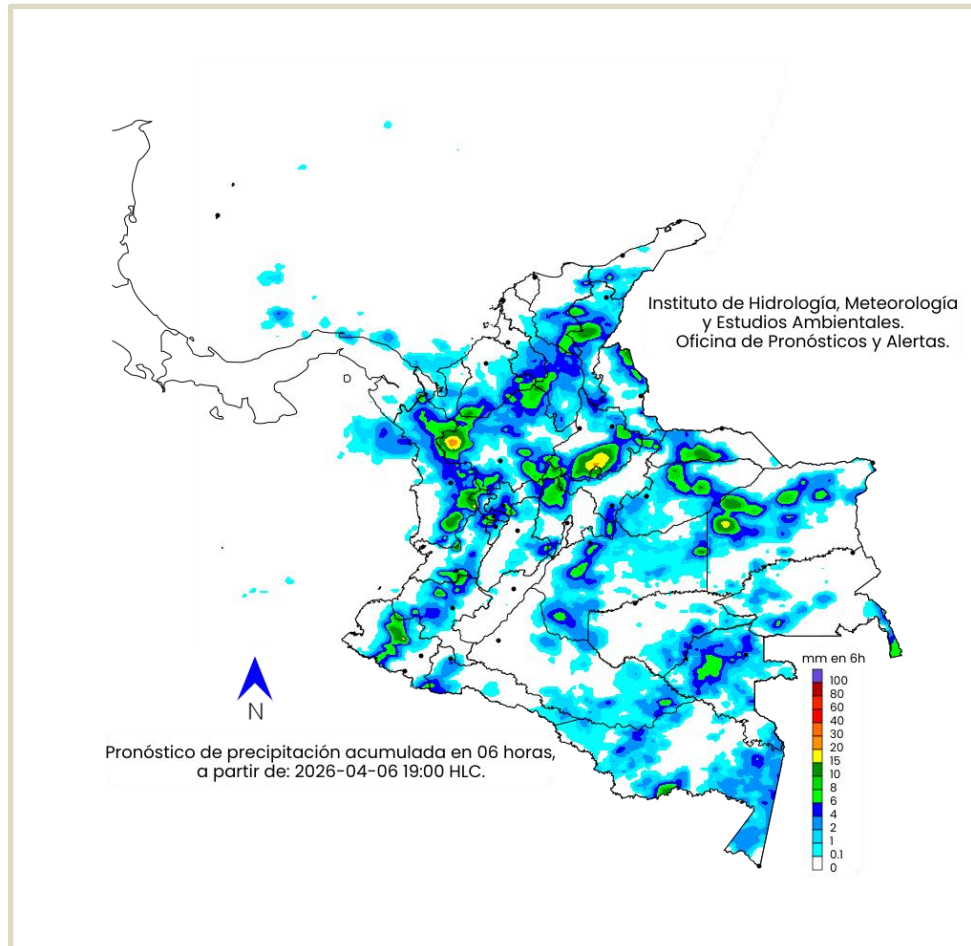 Instituto de Hidrología, Meteorología
y Estudios Ambientales.
Oficina de Pronósticos y Alertas.
mm en 6h
100
80
60
40
30
20
15
10
8
6
4
2
1
0.1
0
N
Pronóstico de precipitación acumulada en 06 horas,
a partir de: 2026-04-06 19:00 HLC.